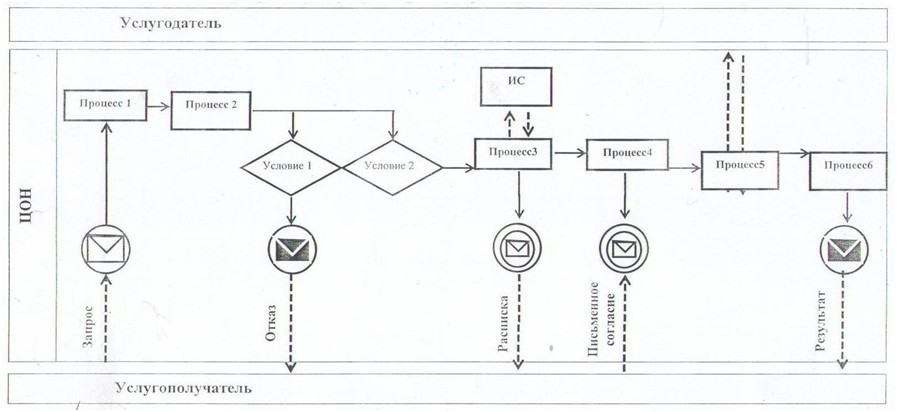 Услугодатель
ЦОН
Процесс 1
Процесс 2
ИС
Условие 1
Условие 2
Процесс3
Процесс4
Процесс5
Процесс6
Запрос
Отказ
Расписка
Письменное
согласие
Результат
Услугополучатель